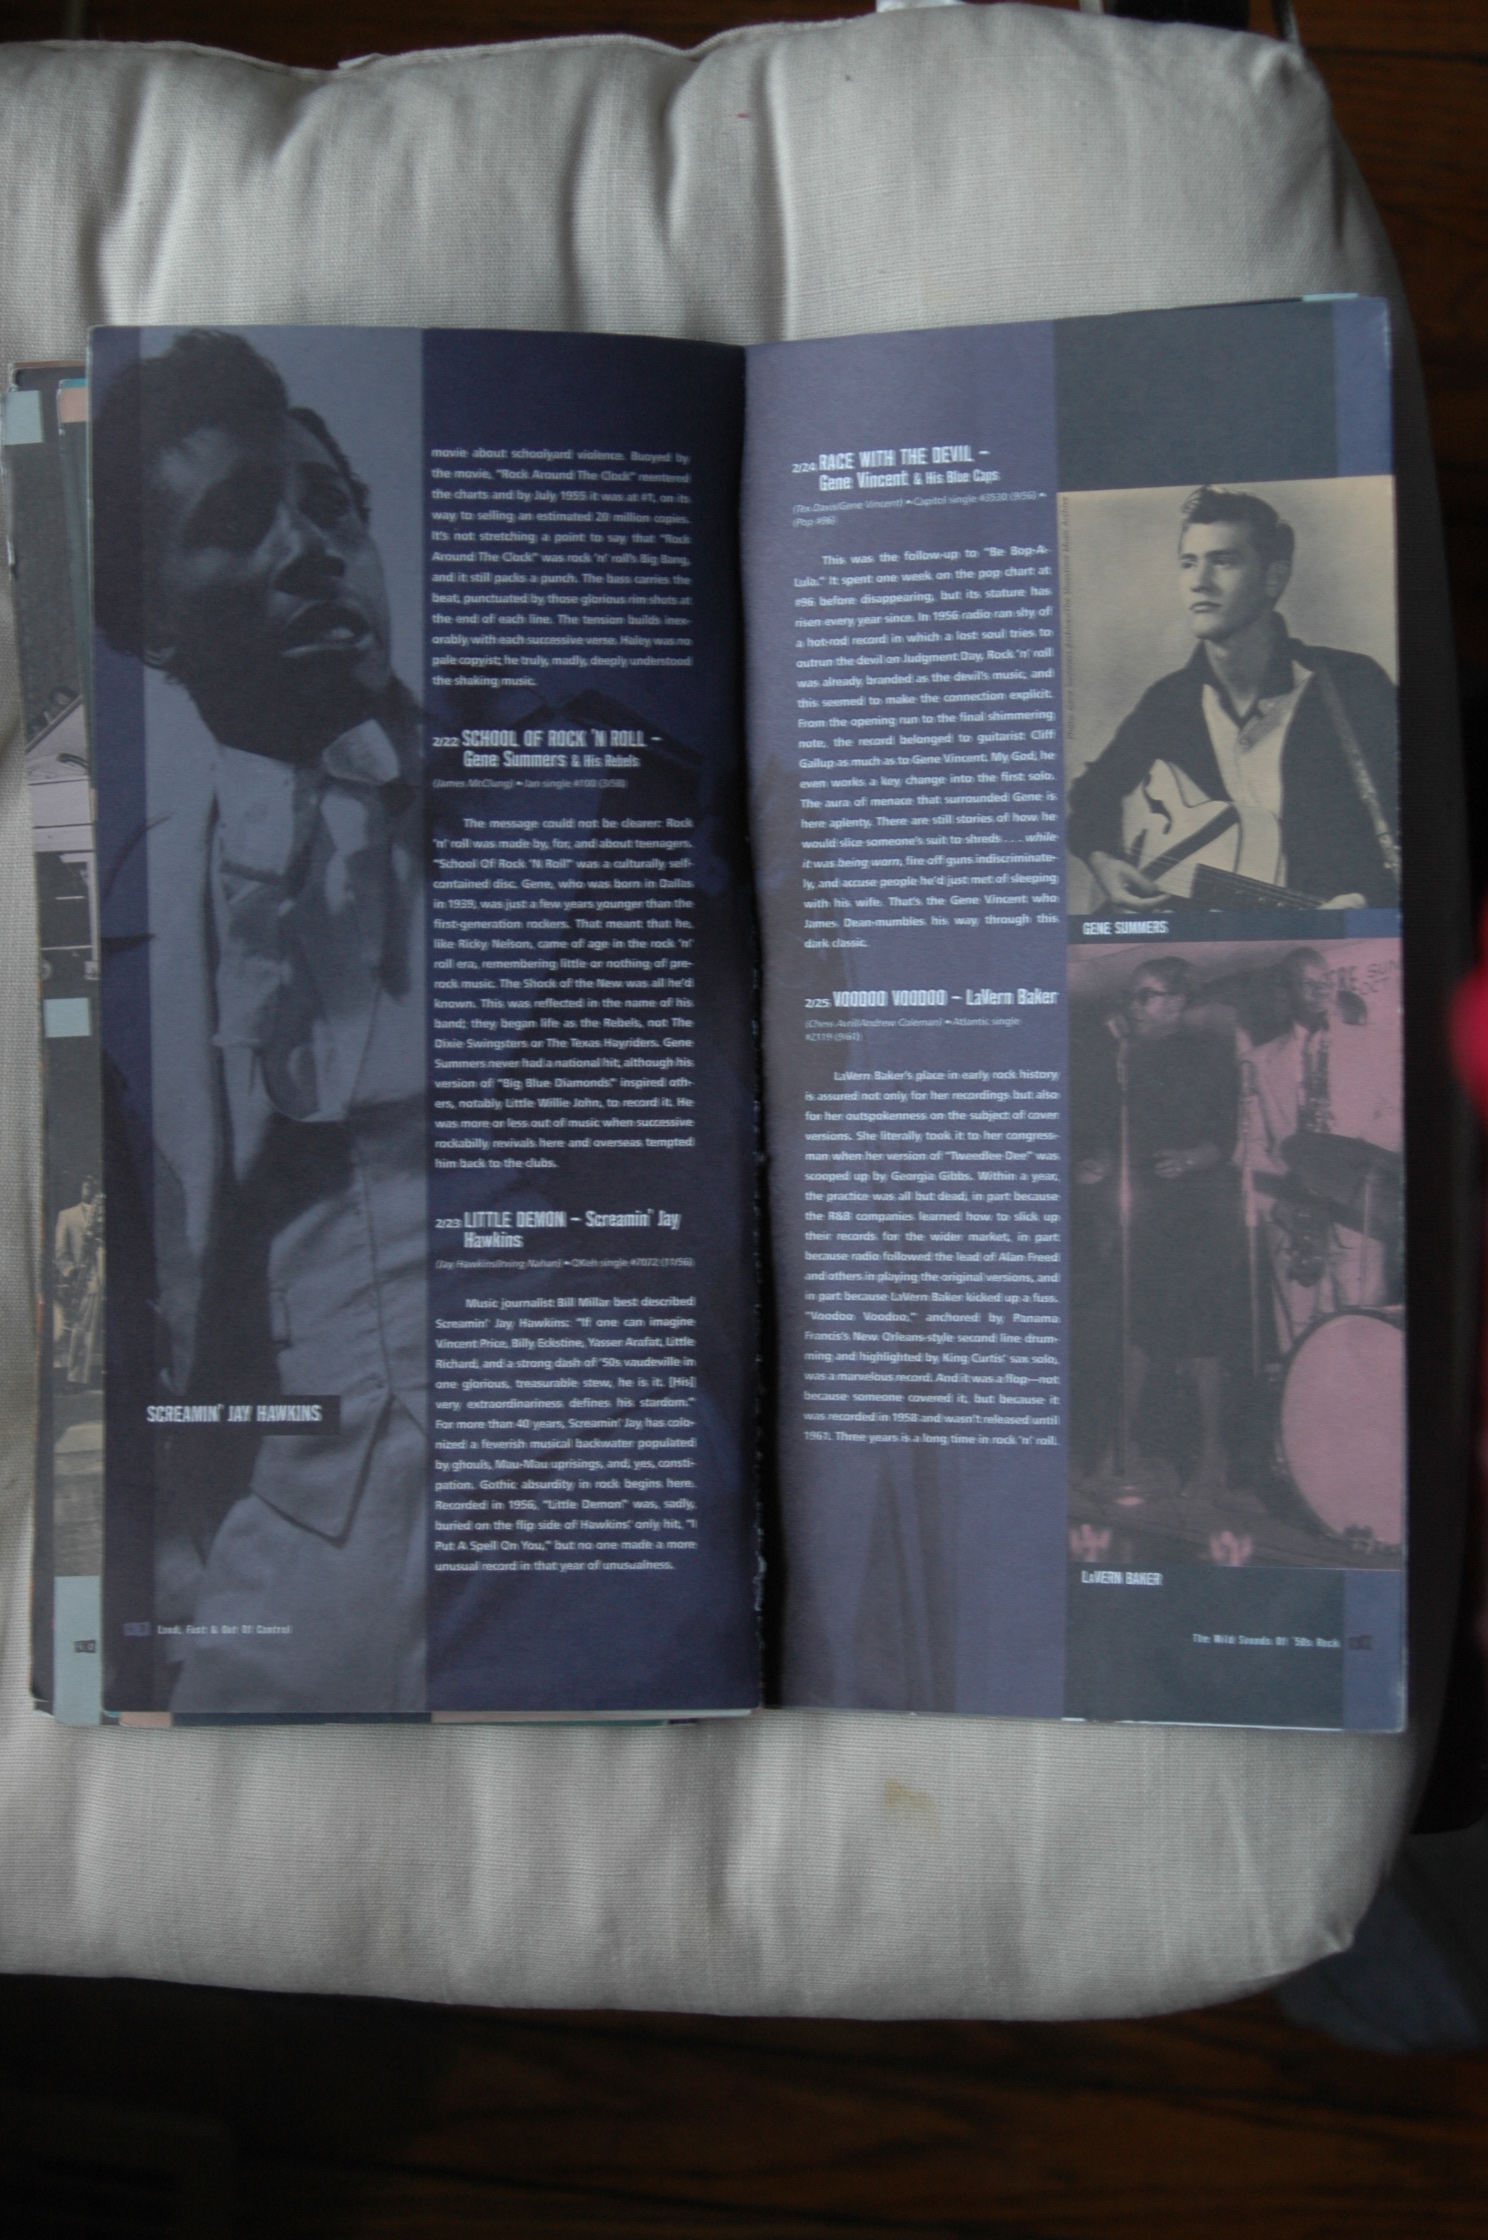 movie about schoolyard violence. Buoyed by
the movie, "Rock Around The Clock" reentered
the charts and by July 1955 it was at #1, on its
way to selling an estimated 20 million copies.
It's not stretching a point to say that "Rock
Around The Clock" was rock 'n' roll's Big Bang,
and it still packs a punch. The bass carries the
beat, punctuated by those glorious rim shots at
the end of each line. The tension builds inex-
orably with each successive verse. Haley was no
pale copyist; he truly, madly, deeply understood
the shaking music.
2/22 SCHOOL OF ROCK 'N ROLL –
Gene Summers & His Rebels
(James McClung) • Jan single #100 (3/58)
The message could not be clearer: Rock
'n' roll was made by, for, and about teenagers.
"School Of Rock 'N Roll" was a culturally self-
contained disc. Gene, who was born in Dallas
in 1939, was just a few years younger than the
first-generation rockers. That meant that he,
like Ricky Nelson, came of age in the rock 'n'
roll era, remembering little or nothing of pre-
rock music. The Shock of the New was all he'd
known. This was reflected in the name of his
band; they began life as the Rebels, not The
Dixie Swingsters or The Texas Hayriders. Gene
Summers never had a national hit, although his
version of "Big Blue Diamonds" inspired oth-
ers, notably Little Willie John, to record it. He
was more or less out of music when successive
rockabilly revivals here and overseas tempted
him back to the clubs.
2/23 LITTLE DEMON – Screamin' Jay
Hawkins
(Jay Hawkins/Irving Nahan) • OKeh single #7072 (11/56)
Music journalist Bill Millar best described
Screamin' Jay Hawkins: "If one can imagine
Vincent Price, Billy Eckstine, Yasser Arafat, Little
Richard, and a strong dash of '50s vaudeville in
one glorious, treasurable stew, he is it. [His]
very extraordinariness defines his stardom."
For more than 40 years, Screamin' Jay has colo-
nized a feverish musical backwater populated
by ghouls, Mau-Mau uprisings, and, yes, consti-
pation. Gothic absurdity in rock begins here.
Recorded in 1956, "Little Demon" was, sadly,
buried on the flip side of Hawkins' only hit, "I
Put A Spell On You," but no one made a more
unusual record in that year of unusualness.
SCREAMIN' JAY HAWKINS
Loud, Fast & Out Of Control
2/24 RACE WITH THE DEVIL –
Gene Vincent & His Blue Caps
(Tex Davis/Gene Vincent) • Capitol single #3530 (9/56) •
(Pop #96)
This was the follow-up to "Be Bop-A-
Lula." It spent one week on the pop chart at
#96 before disappearing, but its stature has
risen every year since. In 1956 radio ran shy of
a hot-rod record in which a lost soul tries to
outrun the devil on Judgment Day. Rock 'n' roll
was already branded as the devil's music, and
this seemed to make the connection explicit.
From the opening run to the final shimmering
note, the record belonged to guitarist Cliff
Gallup as much as to Gene Vincent. My God, he
even works a key change into the first solo.
The aura of menace that surrounded Gene is
here aplenty. There are still stories of how he
would slice someone's suit to shreds . . . . while
it was being worn, fire off guns indiscriminate-
ly, and accuse people he'd just met of sleeping
with his wife. That's the Gene Vincent who
James Dean-mumbles his way through this
dark classic.
2/25 VOODOO VOODOO – LaVern Baker
(Chess Avril/Andrew Coleman) • Atlantic single
#2119 (9/61)
LaVern Baker's place in early rock history
is assured not only for her recordings but also
for her outspokenness on the subject of cover
versions. She literally took it to her congress-
man when her version of "Tweedlee Dee" was
scooped up by Georgia Gibbs. Within a year,
the practice was all but dead, in part because
the R&B companies learned how to slick up
their records for the wider market, in part
because radio followed the lead of Alan Freed
and others in playing the original versions, and
in part because LaVern Baker kicked up a fuss.
"Voodoo Voodoo," anchored by Panama
Francis's New Orleans-style second line drum-
ming and highlighted by King Curtis' sax solo,
was a marvelous record. And it was a flop—not
because someone covered it, but because it
was recorded in 1958 and wasn't released until
1961. Three years is a long time in rock 'n' roll.
GENE SUMMERS
LaVERN BAKER
The Wild Sounds Of '50s Rock